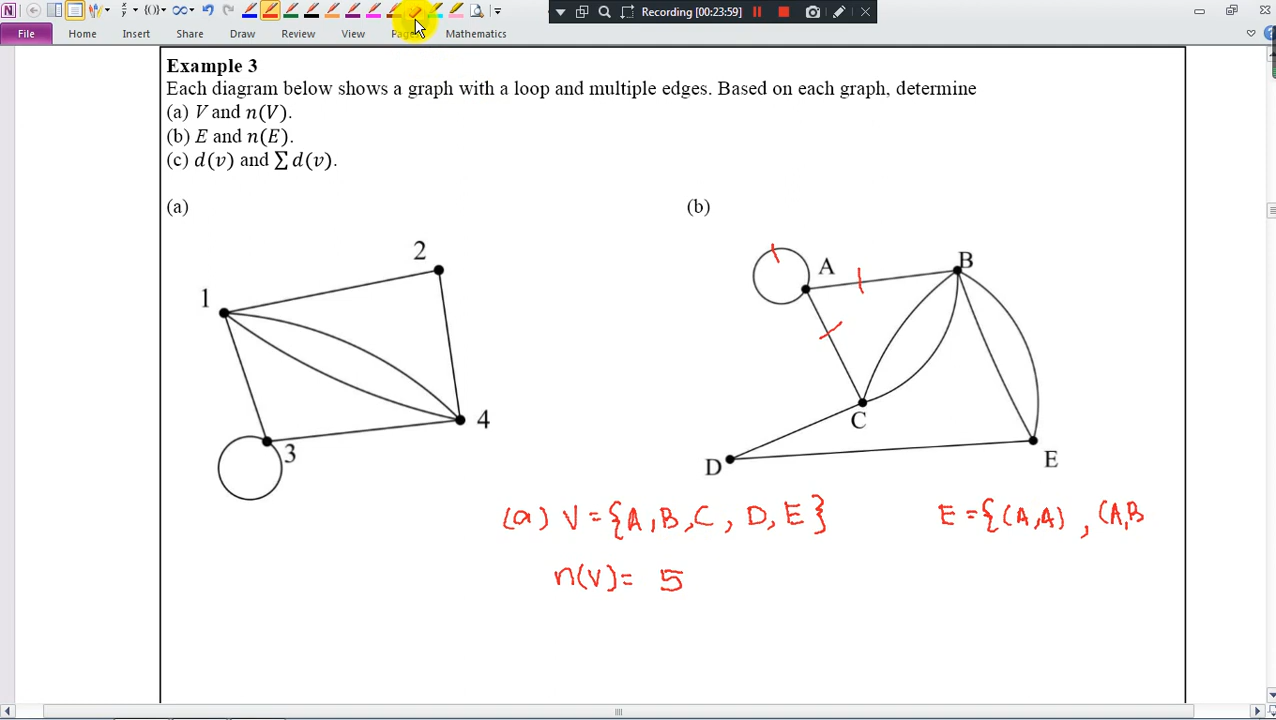 Recording [00:23:59]
File Home Insert Share Draw Review View Mathematics
Example 3
Each diagram below shows a graph with a loop and multiple edges. Based on each graph, determine
(a) V and n(V).
(b) E and n(E).
(c) d(v) and ∑ d(v).
(a) (b)
2
1
4
3
A
B
C
D
E
(a) V = {A, B, C, D, E} E = {(A,A), (A,B
n(V) = 5